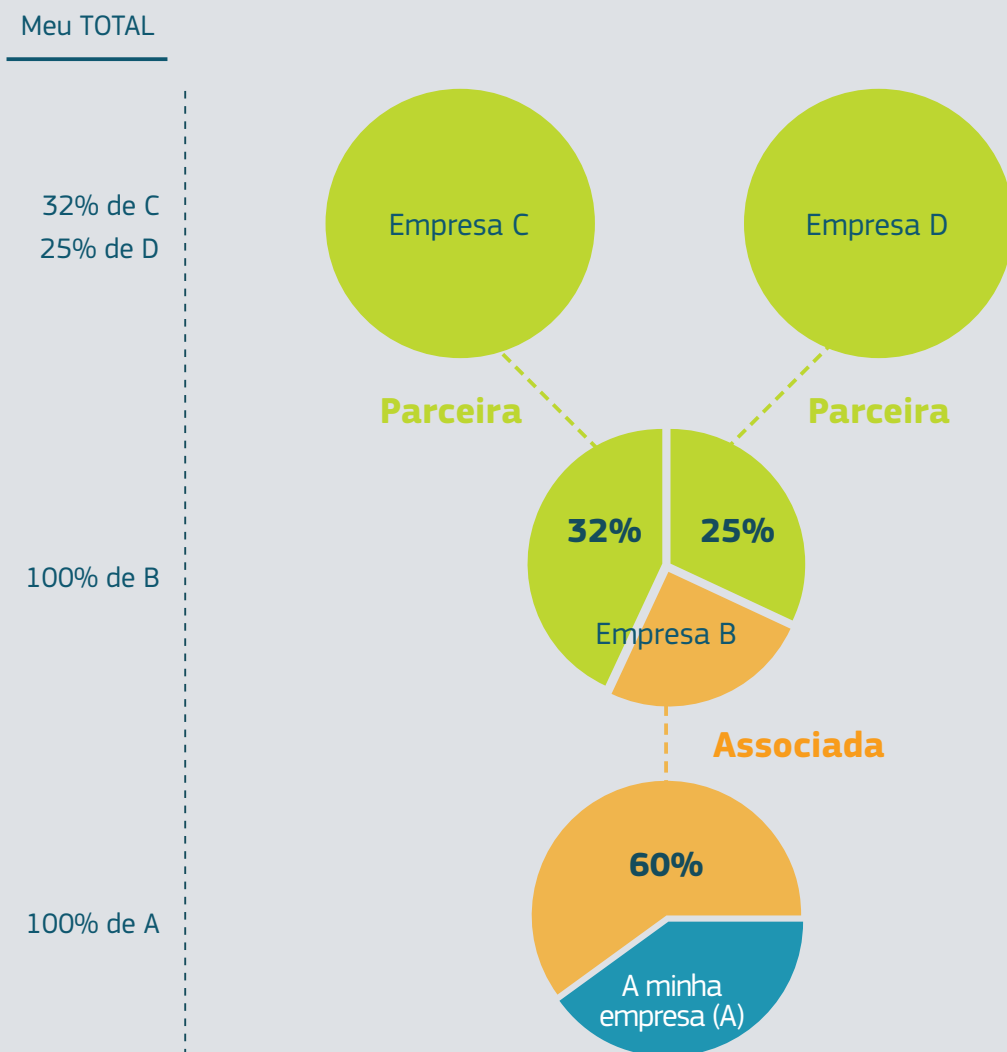 Meu TOTAL
32% de C
25% de D
Empresa C
Empresa D
Parceira
Parceira
32%
25%
100% de B
Empresa B
Associada
60%
100% de A
A minha
empresa (A)